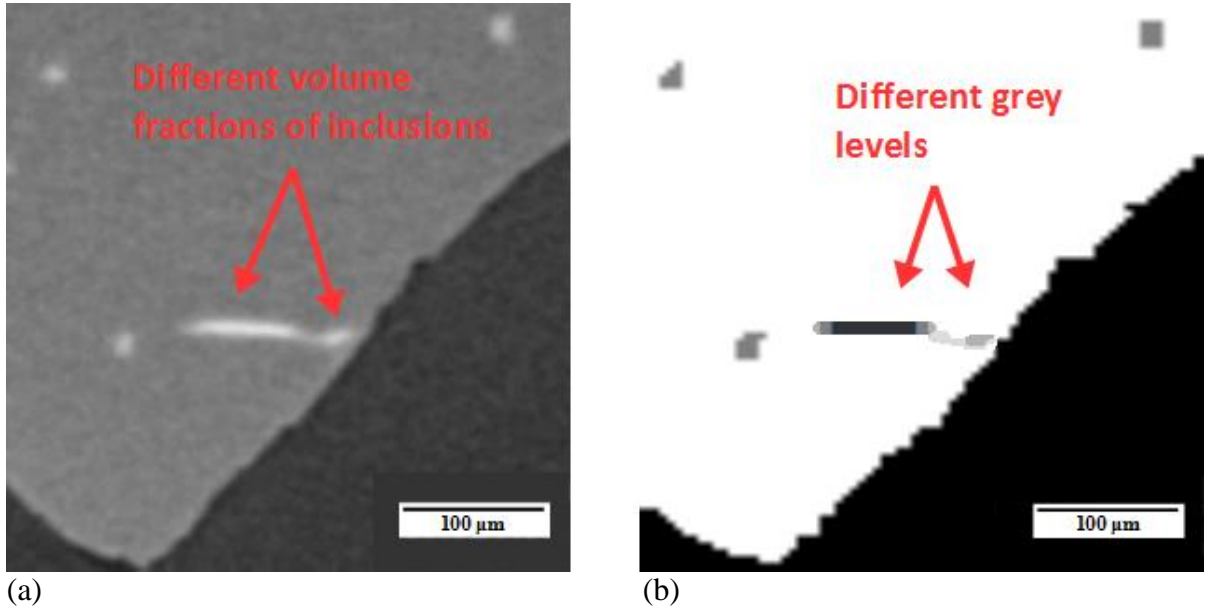 Different volume
fractions of inclusions
100 µm
(a)
Different grey
levels
100 µm
(b)